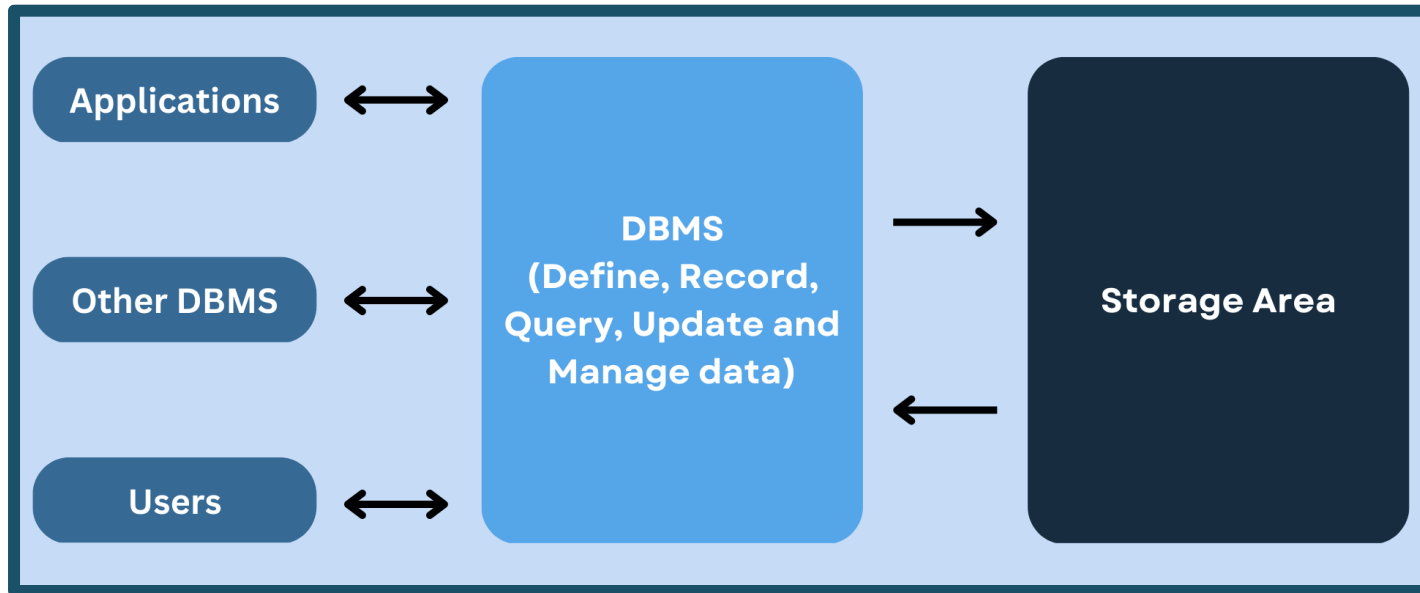 Applications
Other DBMS
Users
DBMS
(Define, Record,
Query, Update and
Manage data)
Storage Area